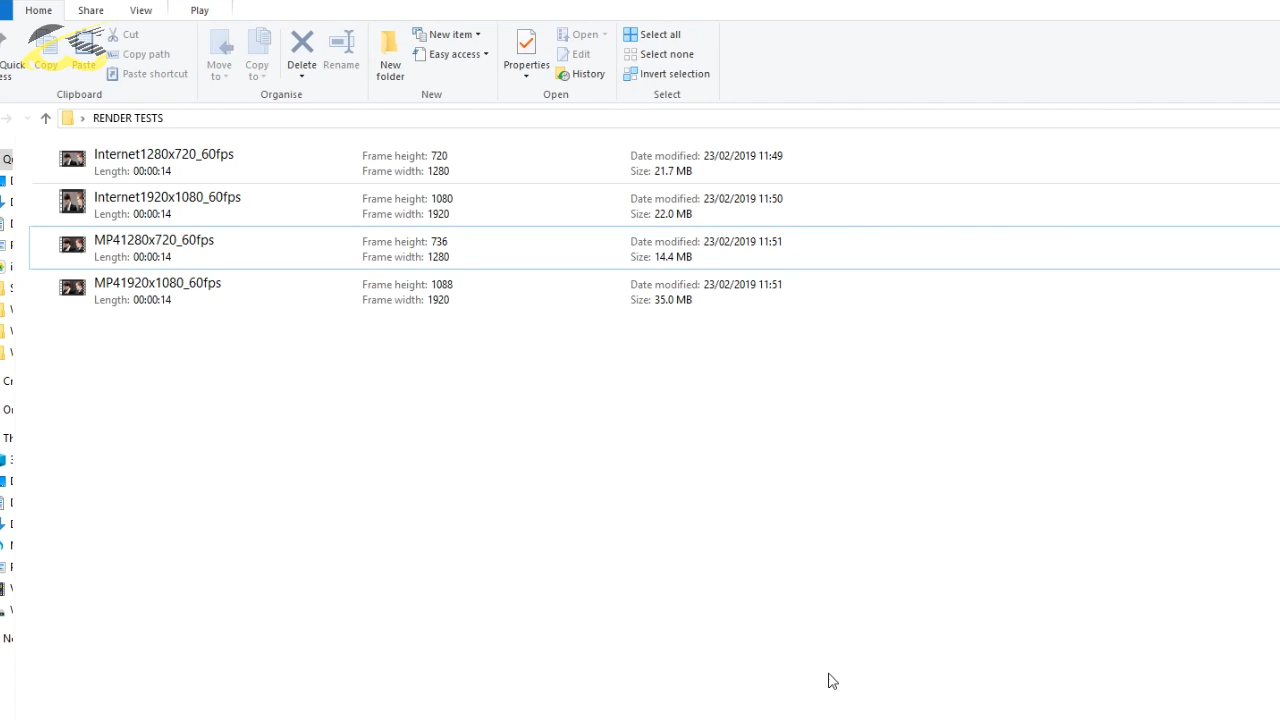 Home Share View Play
Cut
Copy path
Paste shortcut
Quick
ess
Copy
Paste
Clipboard
Move
to
Copy
to
Delete
Rename
Organise
New
folder
New item
Easy access
New
Properties
Open
Edit
History
Open
Select all
Select none
Invert selection
Select
RENDER TESTS
Internet1280x720_60fps
Length: 00:00:14
Frame height: 720
Frame width: 1280
Date modified: 23/02/2019 11:49
Size: 21.7 MB
Internet1920x1080_60fps
Length: 00:00:14
Frame height: 1080
Frame width: 1920
Date modified: 23/02/2019 11:50
Size: 22.0 MB
MP41280x720_60fps
Length: 00:00:14
Frame height: 736
Frame width: 1280
Date modified: 23/02/2019 11:51
Size: 14.4 MB
MP41920x1080_60fps
Length: 00:00:14
Frame height: 1088
Frame width: 1920
Date modified: 23/02/2019 11:51
Size: 35.0 MB